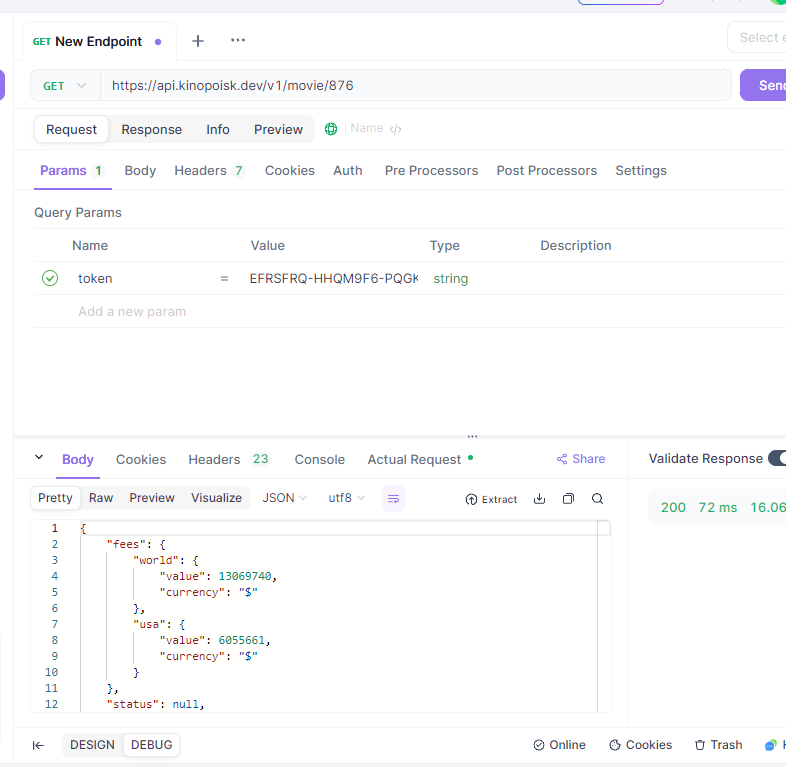 GET New Endpoint
Select e
GET https://api.kinopoisk.dev/v1/movie/876
Send
Request Response Info Preview Name </>
Params 1 Body Headers 7 Cookies Auth Pre Processors Post Processors Settings
Query Params
Name Value Type Description
token = EFRSFRQ-HHQM9F6-PQGK string
Add a new param
Body Cookies Headers 23 Console Actual Request Share Validate Response
Pretty Raw Preview Visualize JSON utf8 Extract
200 72 ms 16.06
1 {
2 "fees": {
3 "world": {
4 "value": 13069740,
5 "currency": "$"
6 },
7 "usa": {
8 "value": 6055661,
9 "currency": "$"
10 }
11 },
12 "status": null,
DESIGN DEBUG Online Cookies Trash H